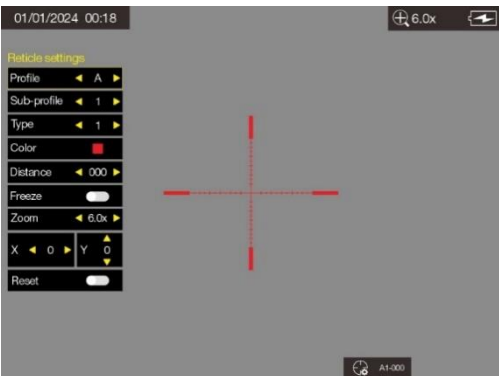 01/01/2024 00:18
6.0x
Reticle settings
Profile A
Sub-profile 1
Type 1
Color
Distance 000
Freeze
Zoom 6.0x
X 0 Y 0
Reset
A1-000